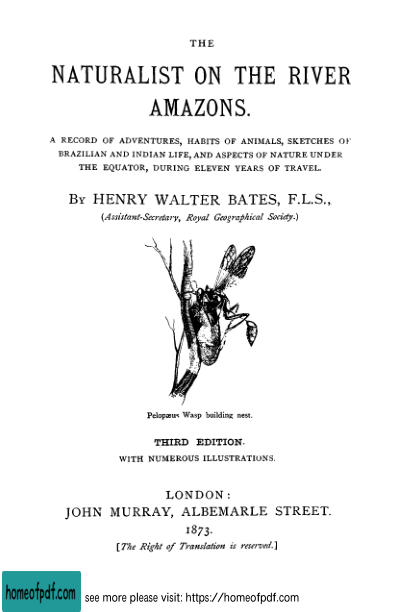 THE
NATURALIST ON THE RIVER
AMAZONS.
A RECORD OF ADVENTURES, HABITS OF ANIMALS, SKETCHES OF
BRAZILIAN AND INDIAN LIFE, AND ASPECTS OF NATURE UNDER
THE EQUATOR, DURING ELEVEN YEARS OF TRAVEL.
By HENRY WALTER BATES, F.L.S.,
(Assistant-Secretary, Royal Geographical Society.)
Pelopæus Wasp building nest.
THIRD EDITION.
WITH NUMEROUS ILLUSTRATIONS.
LONDON:
JOHN MURRAY, ALBEMARLE STREET.
1873.
[The Right of Translation is reserved.]
homeofpdf.com
see more please visit: https://homeofpdf.com